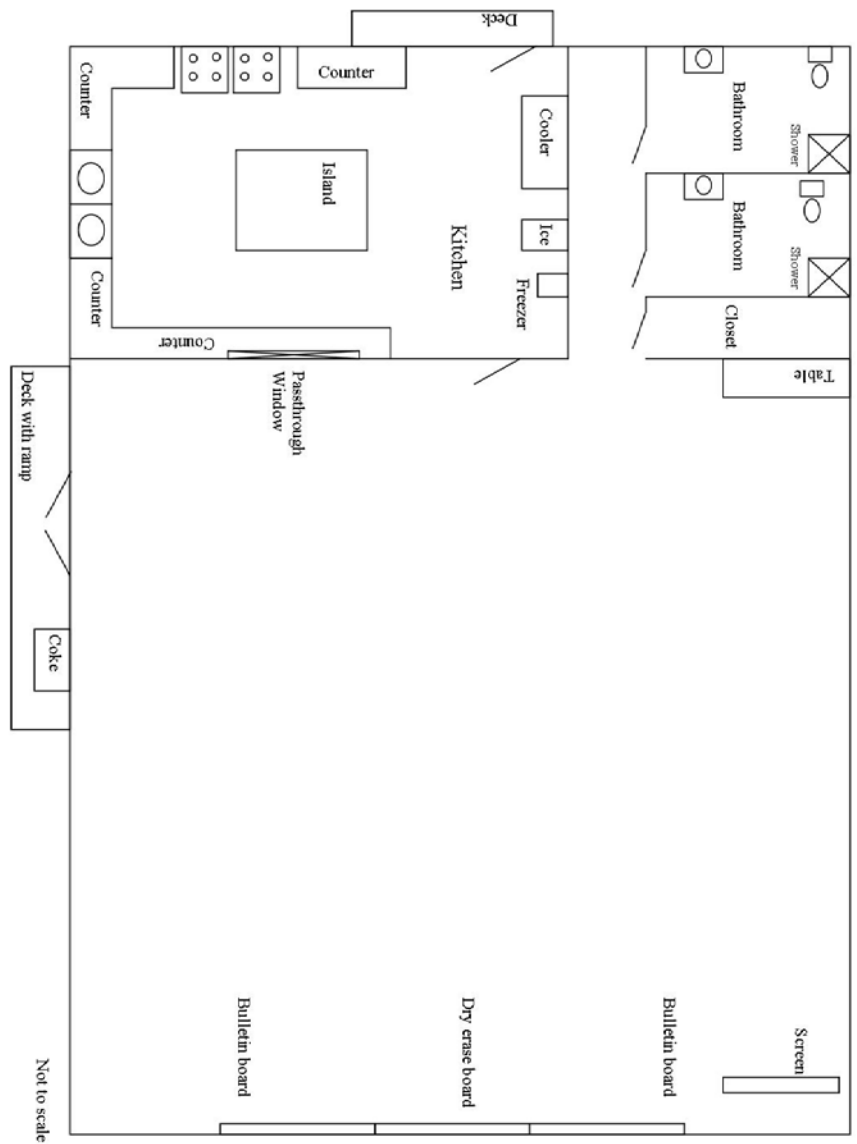 Deck
Counter
Counter
Cooler
Island
Ice
Kitchen
Freezer
Counter
Counter
Bathroom
Shower
Bathroom
Shower
Closet
Table
Passthrough
Window
Deck with ramp
Coke
Bulletin board
Dry erase board
Bulletin board
Screen
Not to scale